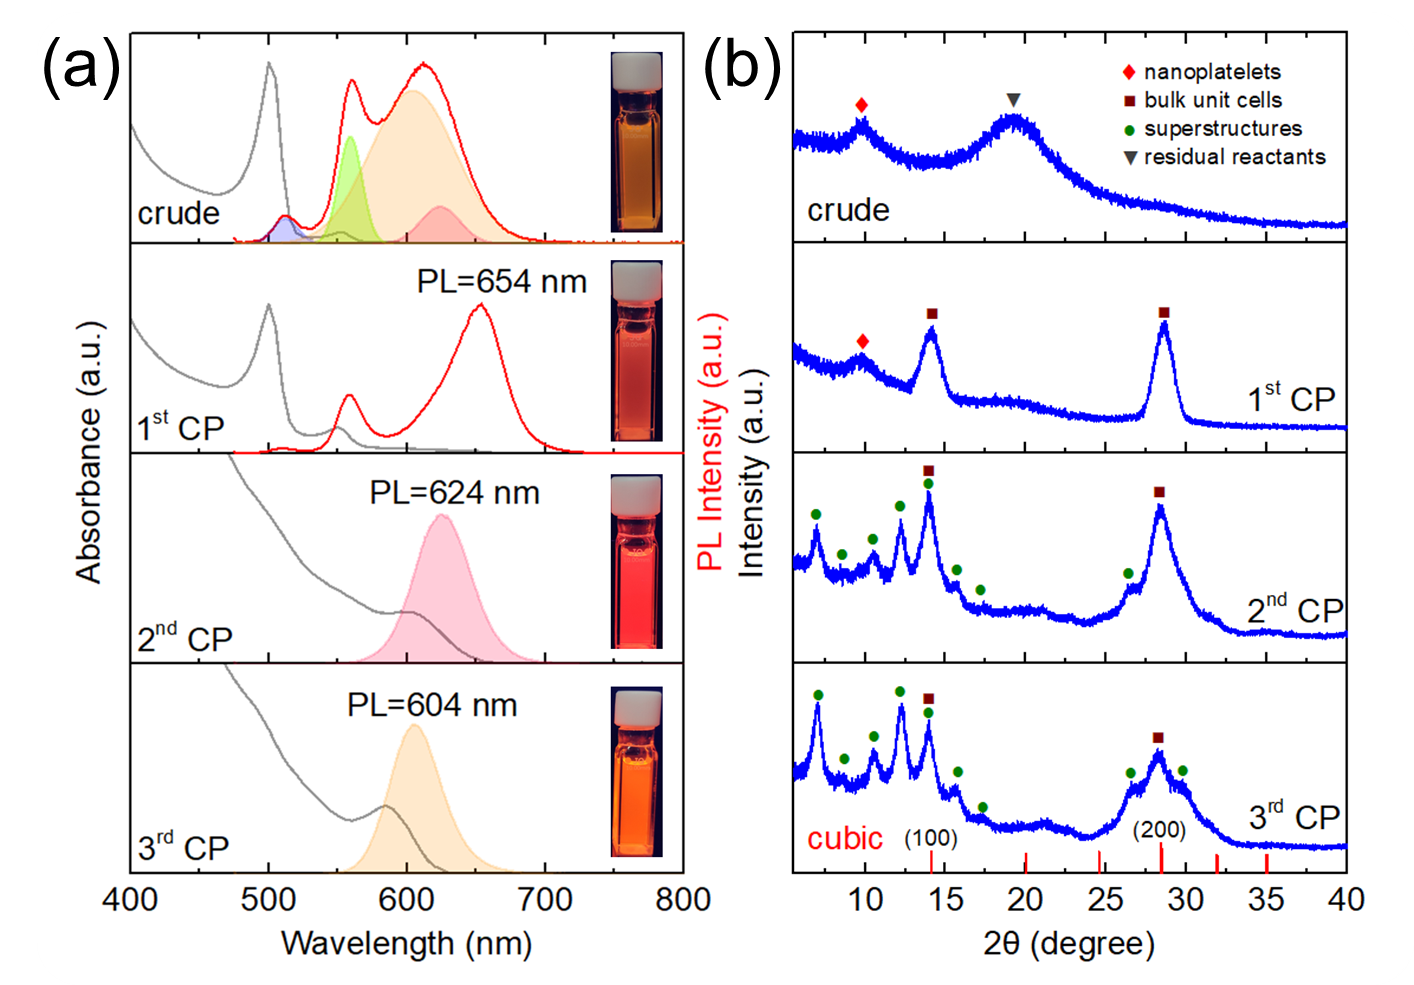 (a)
crude
PL=654 nm
1st CP
PL=624 nm
2nd CP
PL=604 nm
3rd CP
400 500 600 700 800
Wavelength (nm)
Absorbance (a.u.)
PL Intensity (a.u.)
(b)
nanoplatelets
bulk unit cells
superstructures
residual reactants
crude
1st CP
2nd CP
3rd CP
cubic (100) (200)
10 15 20 25 30 35 40
2θ (degree)
Intensity (a.u.)